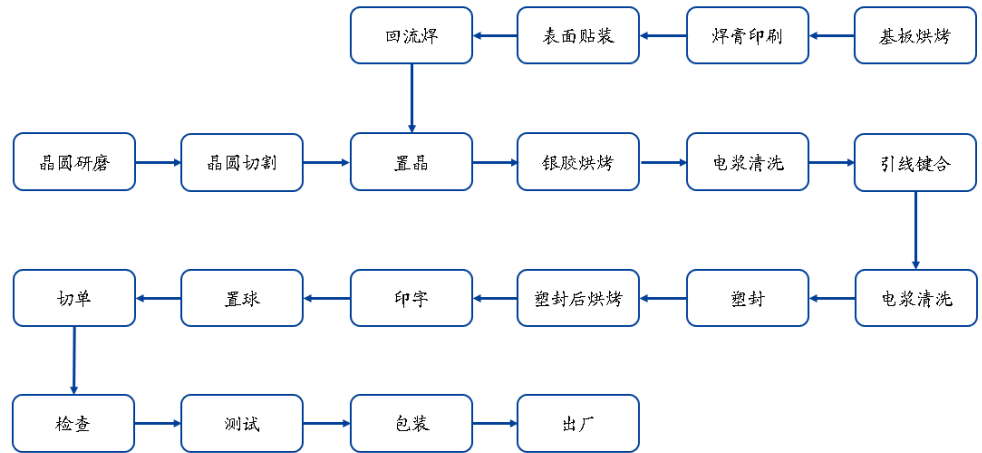 回流焊
表面贴装
焊膏印刷
基板烘烤
晶圆研磨
晶圆切割
置晶
银胶烘烤
电浆清洗
引线键合
切单
置球
印字
塑封后烘烤
塑封
电浆清洗
检查
测试
包装
出厂